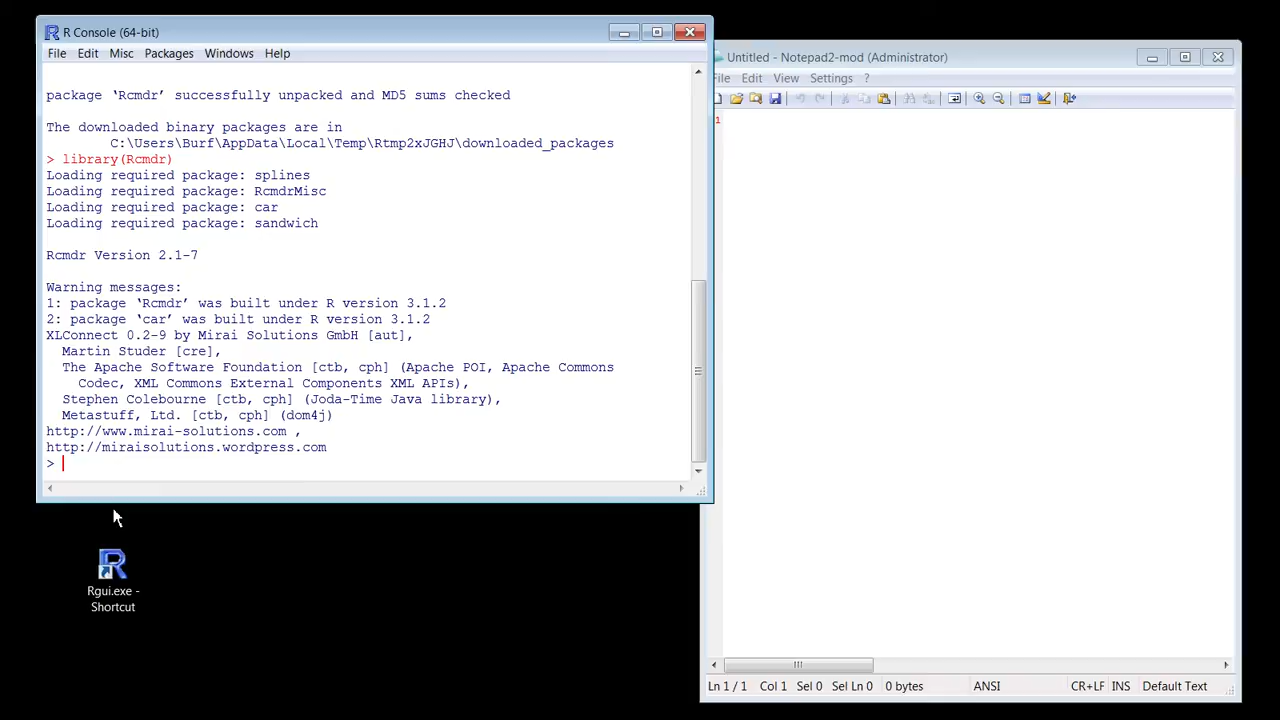 R Console (64-bit)
File Edit Misc Packages Windows Help
package ‘Rcmdr’ successfully unpacked and MD5 sums checked
The downloaded binary packages are in
C:\Users\Burf\AppData\Local\Temp\Rtmp2xJGHJ\downloaded_packages
> library(Rcmdr)
Loading required package: splines
Loading required package: RcmdrMisc
Loading required package: car
Loading required package: sandwich
Rcmdr Version 2.1-7
Warning messages:
1: package ‘Rcmdr’ was built under R version 3.1.2
2: package ‘car’ was built under R version 3.1.2
XLConnect 0.2-9 by Mirai Solutions GmbH [aut],
Martin Studer [cre],
The Apache Software Foundation [ctb, cph] (Apache POI, Apache Commons
Codec, XML Commons External Components XML APIs),
Stephen Colebourne [ctb, cph] (Joda-Time Java library),
Metastuff, Ltd. [ctb, cph] (dom4j)
http://www.mirai-solutions.com ,
http://miraisolutions.wordpress.com
>
Rgui.exe -
Shortcut
Untitled - Notepad2-mod (Administrator)
File Edit View Settings ?
1
Ln 1 / 1 Col 1 Sel 0 Sel Ln 0 0 bytes ANSI CR+LF INS Default Text